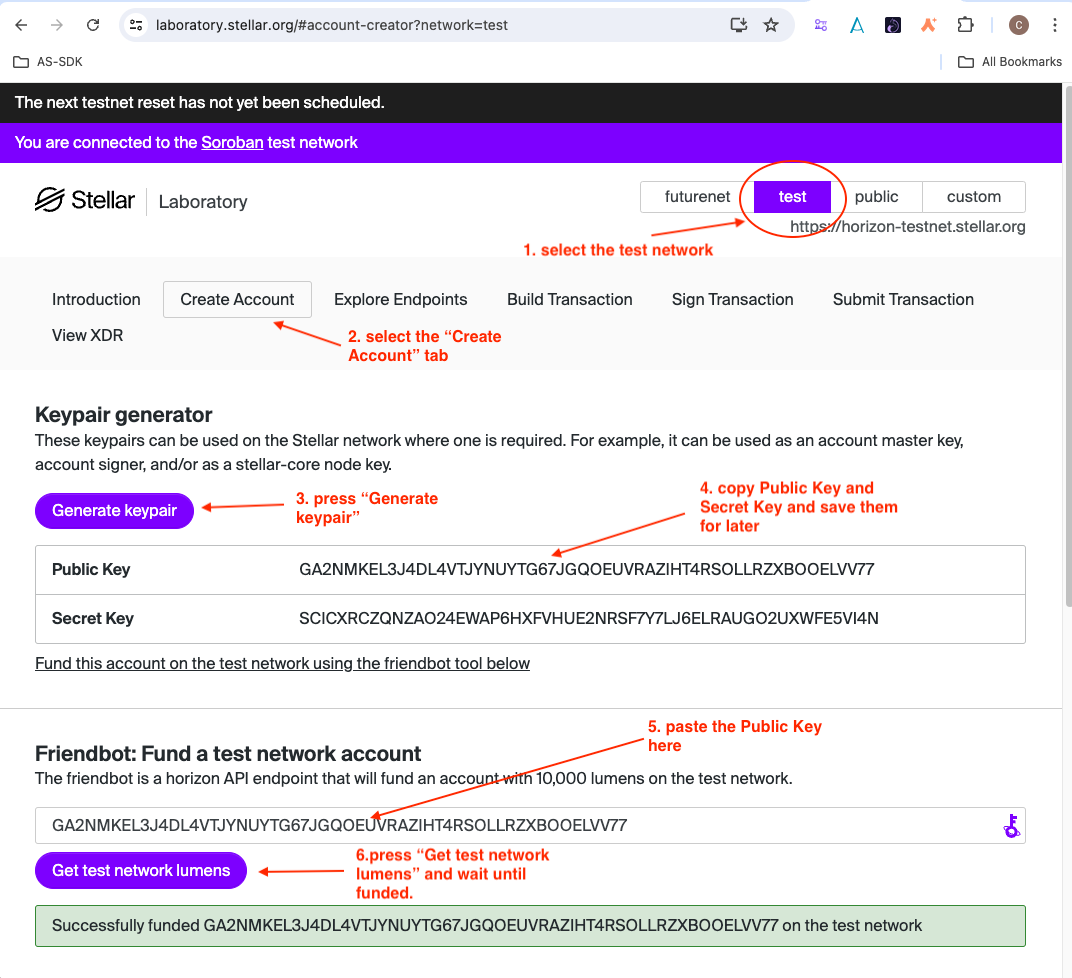 laboratory.stellar.org/#account-creator?network=test
C
AS-SDK
All Bookmarks
The next testnet reset has not yet been scheduled.
You are connected to the Soroban test network
Stellar
Laboratory
futurenet
test
public
custom
https://horizon-testnet.stellar.org
1. select the test network
Introduction
Create Account
Explore Endpoints
Build Transaction
Sign Transaction
Submit Transaction
View XDR
2. select the “Create
Account” tab
Keypair generator
These keypairs can be used on the Stellar network where one is required. For example, it can be used as an account master key,
account signer, and/or as a stellar-core node key.
Generate keypair
3. press “Generate
keypair”
4. copy Public Key and
Secret Key and save them
for later
Public Key
GA2NMKEL3J4DL4VTJYNUYTG67JGQOEUVRAZIHT4RSOLLRZXBOOELVV77
Secret Key
SCICXRCZQNZAO24EWAP6HXFVHUE2NRSF7Y7LJ6ELRAUGO2UXWFE5VI4N
Fund this account on the test network using the friendbot tool below
5. paste the Public Key
here
Friendbot: Fund a test network account
The friendbot is a horizon API endpoint that will fund an account with 10,000 lumens on the test network.
GA2NMKEL3J4DL4VTJYNUYTG67JGQOEUVRAZIHT4RSOLLRZXBOOELVV77
Get test network lumens
6.press “Get test network
lumens” and wait until
funded.
Successfully funded GA2NMKEL3J4DL4VTJYNUYTG67JGQOEUVRAZIHT4RSOLLRZXBOOELVV77 on the test network